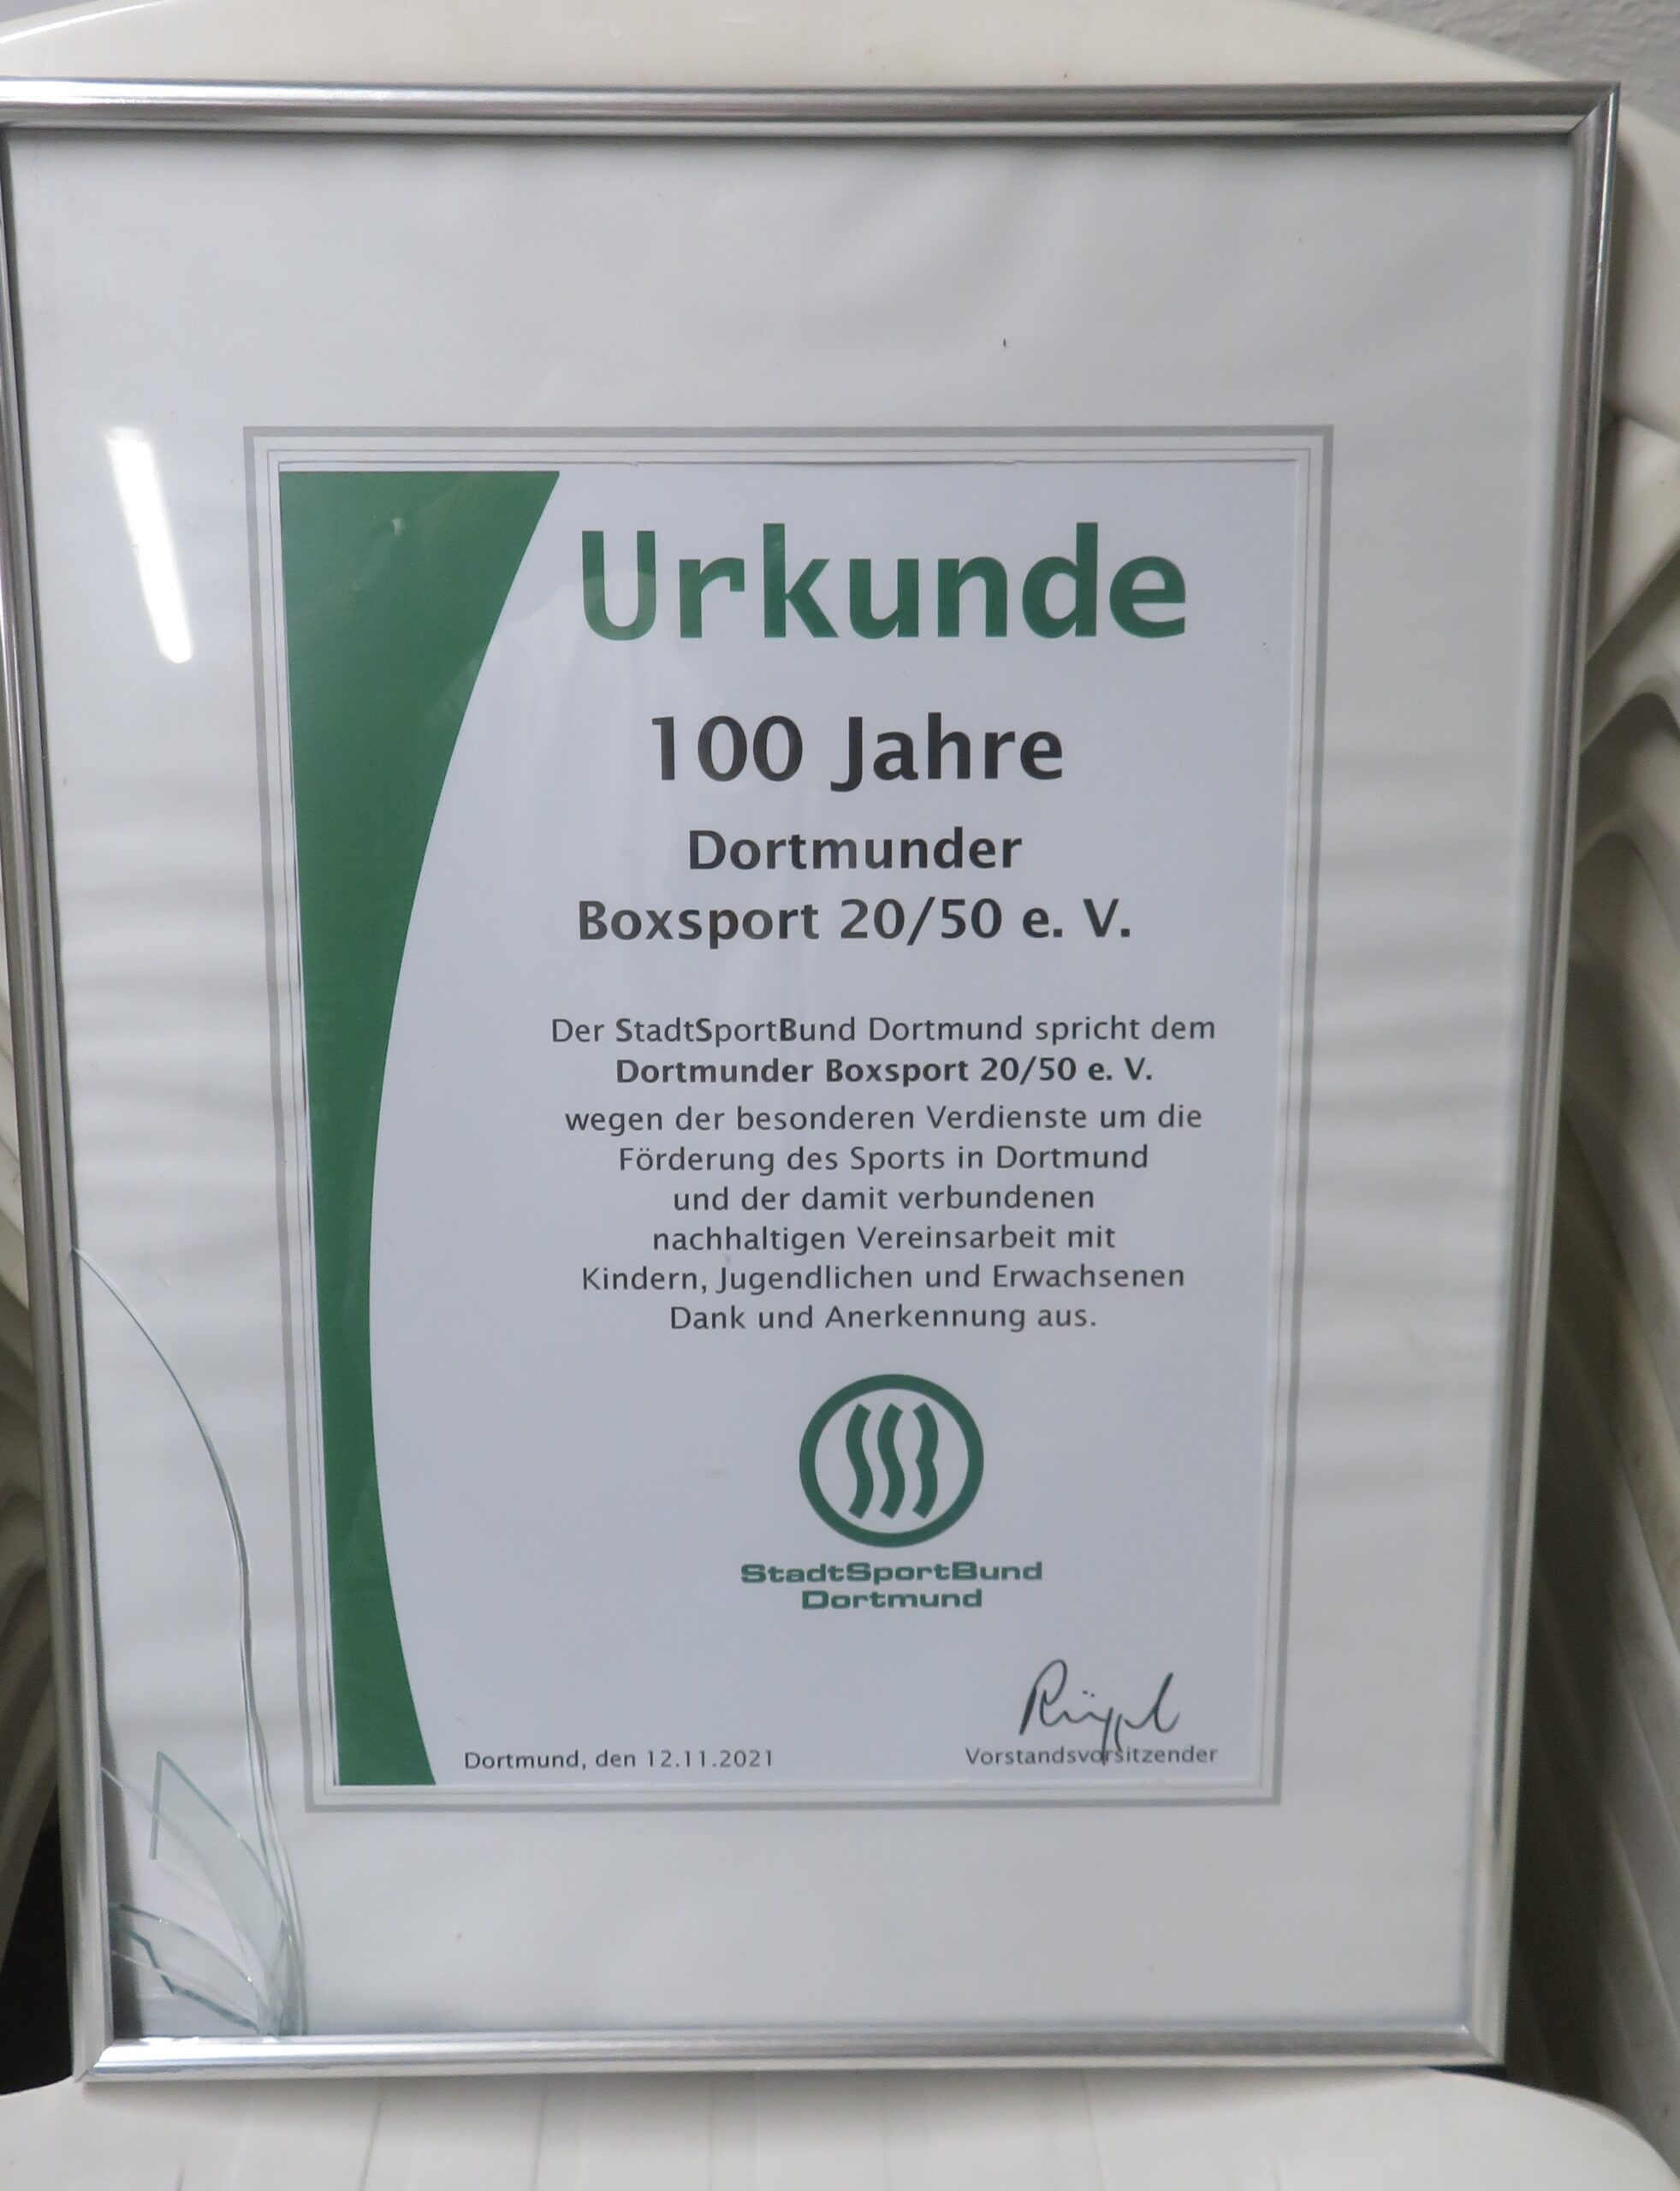 Urkunde
100 Jahre
Dortmunder
Boxsport 20/50 e. V.
Der StadtSportBund Dortmund spricht dem
Dortmunder Boxsport 20/50 e. V.
wegen der besonderen Verdienste um die
Förderung des Sports in Dortmund
und der damit verbundenen
nachhaltigen Vereinsarbeit mit
Kindern, Jugendlichen und Erwachsenen
Dank und Anerkennung aus.
StadtSportBund
Dortmund
Dortmund, den 12.11.2021
Vorstandsvorsitzender